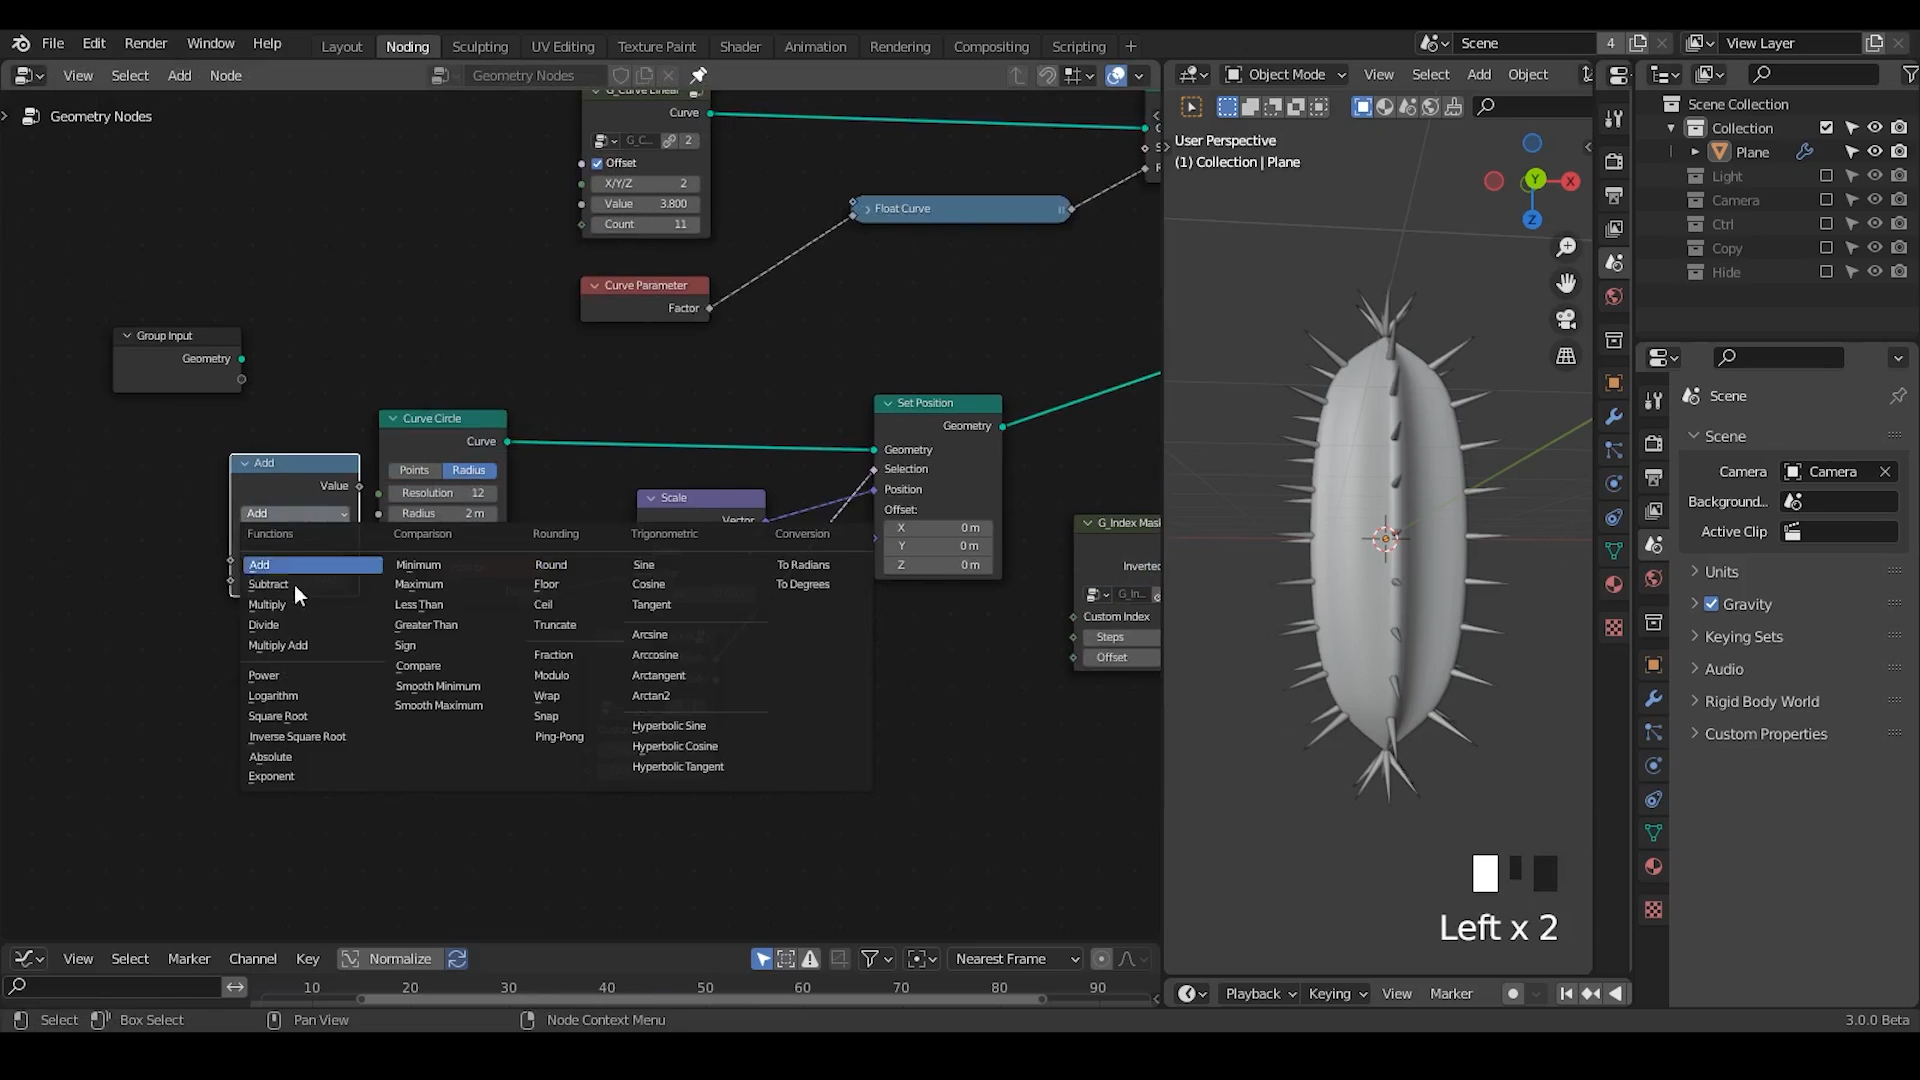 File Edit Render Window Help
Layout Noding Sculpting UV Editing Texture Paint Shader Animation Rendering Compositing Scripting
Scene 4
View Layer
View Select Add Node
Geometry Nodes
Object Mode View Select Add Object
Geometry Nodes
Curve
2
Offset
X/Y/Z 2
Value 3.800
Count 11
Float Curve
Curve Parameter
Factor
Group Input
Geometry
Curve Circle
Curve
Points Radius
Resolution 12
Radius 2 m
Add
Value
Add
Scale
Vector
Set Position
Geometry
Geometry
Selection
Position
Offset:
X 0 m
Y 0 m
Z 0 m
G_Index Mask
Inverted
G_In...
Custom Index
Steps
Offset
Functions Comparison Rounding Trigonometric Conversion
Add Minimum Round Sine To Radians
Subtract Maximum Floor Cosine To Degrees
Multiply Less Than Ceil Tangent
Divide Greater Than Truncate
Multiply Add Sign Fraction Arcsine
Power Compare Modulo Arccosine
Logarithm Smooth Minimum Wrap Arctangent
Square Root Smooth Maximum Snap Arctan2
Inverse Square Root Ping-Pong Hyperbolic Sine
Absolute Hyperbolic Cosine
Exponent Hyperbolic Tangent
User Perspective
(1) Collection | Plane
Y X Z
Left x 2
Scene Collection
Collection
Plane
Light
Camera
Ctrl
Copy
Hide
Scene
Scene
Camera Camera
Background...
Active Clip
Units
Gravity
Keying Sets
Audio
Rigid Body World
Custom Properties
View Select Marker Channel Key Normalize Nearest Frame
10 20 30 40 50 60 70 80 90
Playback Keying View Marker
Select Box Select Pan View Node Context Menu 3.0.0 Beta